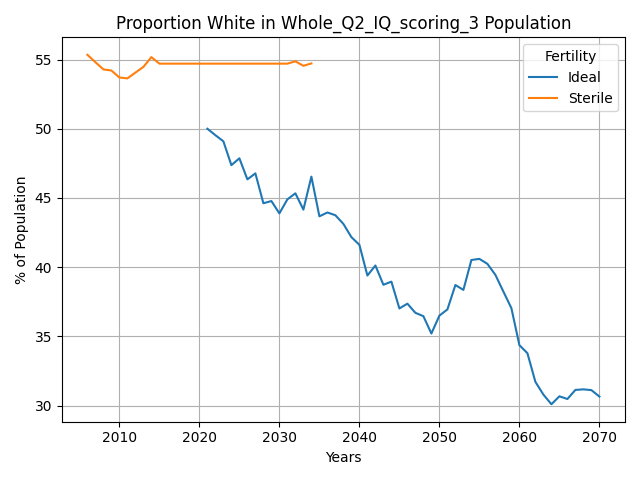 Proportion White in Whole_Q2_IQ_scoring_3 Population
Fertility
Ideal
Sterile
% of Population
55
50
45
40
35
30
2010
2020
2030
2040
2050
2060
2070
Years